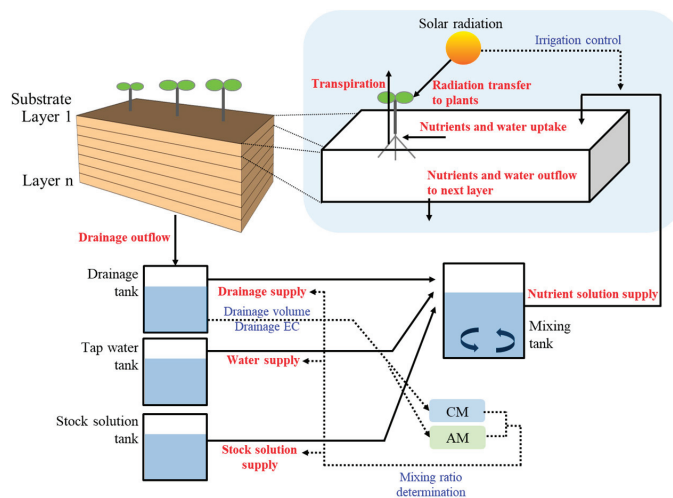 Solar radiation
Irrigation control
Transpiration
Radiation transfer
to plants
Substrate
Layer 1
Nutrients and water uptake
Layer n
Nutrients and water outflow
to next layer
Drainage outflow
Drainage
tank
Drainage supply
Nutrient solution supply
Drainage volume
Drainage EC
Mixing
tank
Tap water
tank
Water supply
CM
Stock solution
tank
AM
Stock solution
supply
Mixing ratio
determination